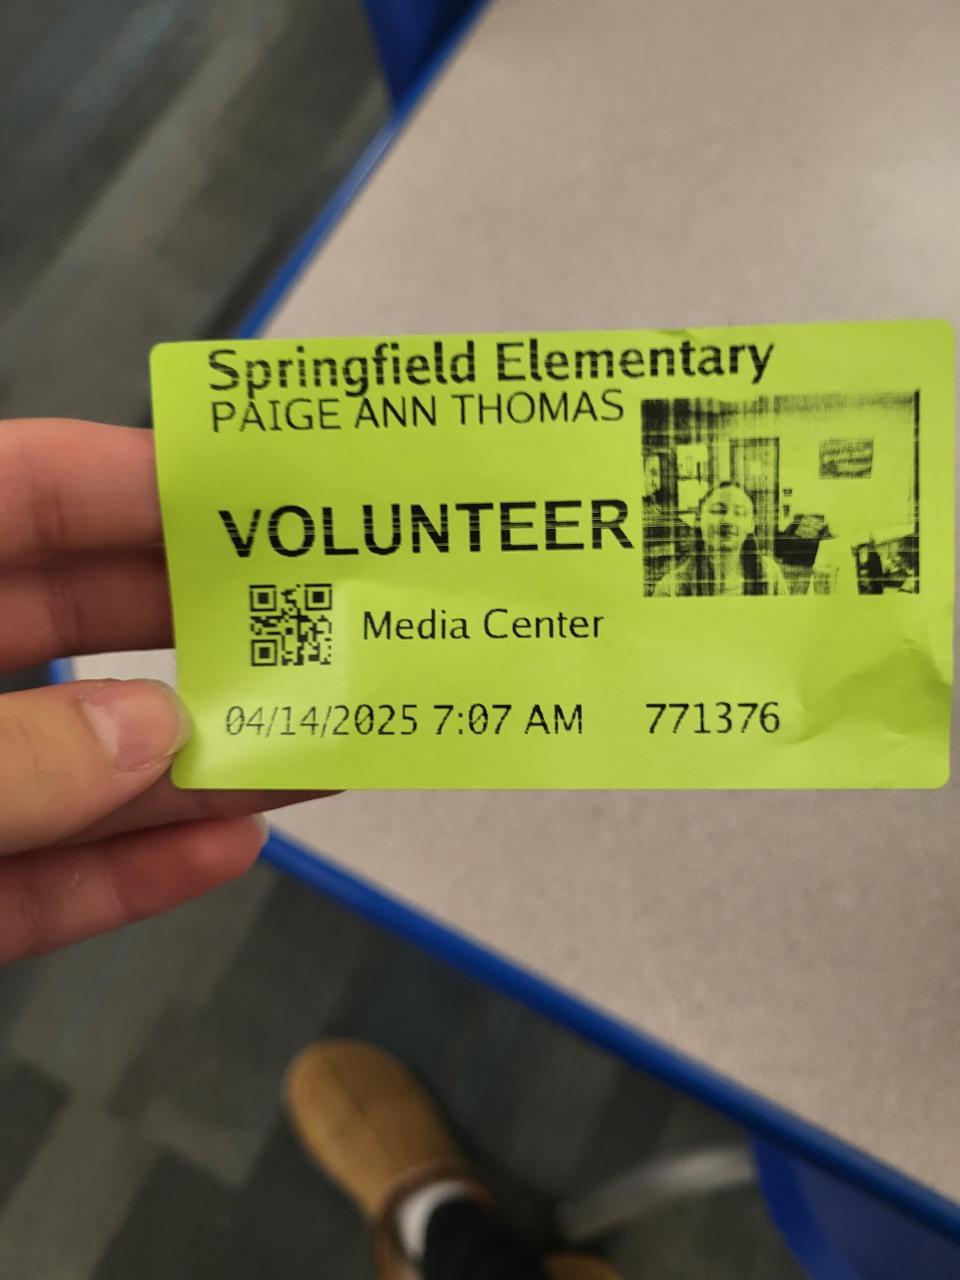 Springfield Elementary
PAIGE ANN THOMAS
VOLUNTEER
Media Center
04/14/2025 7:07 AM 771376